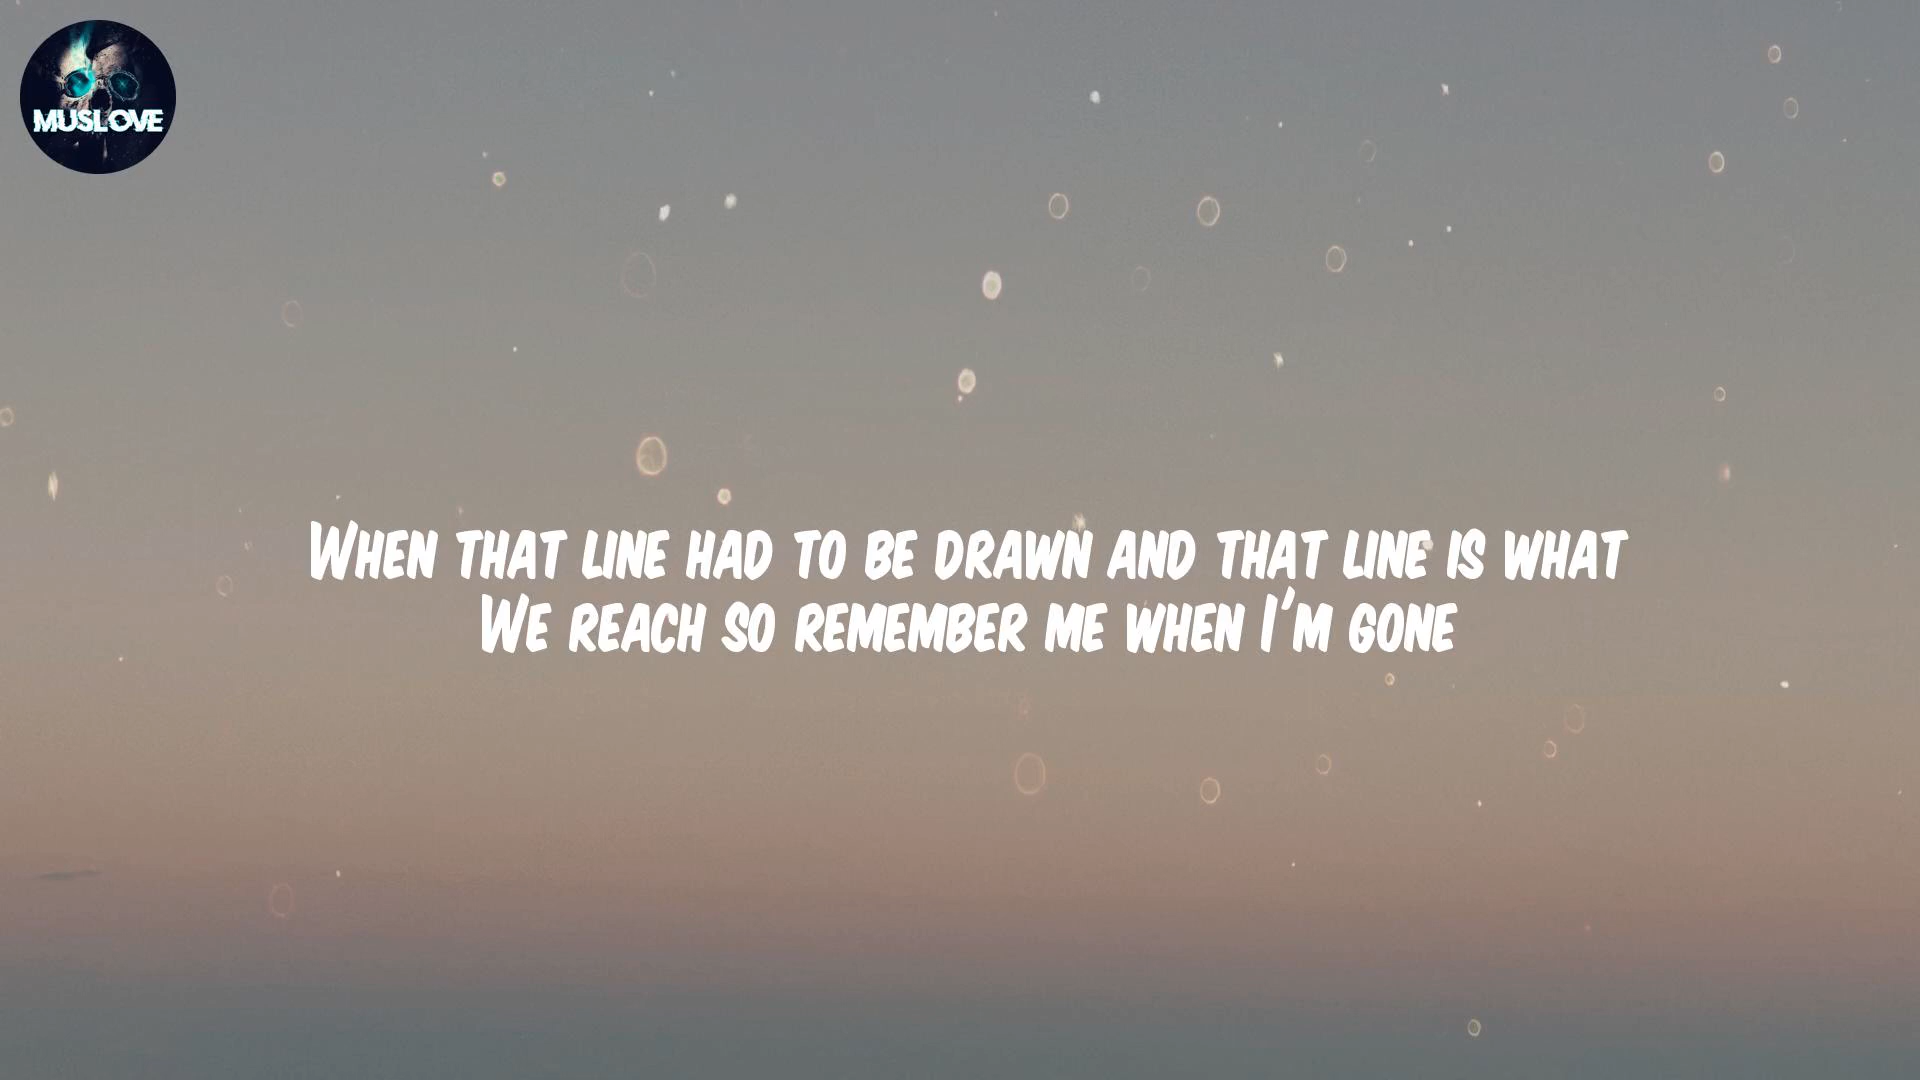 MUSLOVE
WHEN THAT LINE HAD TO BE DRAWN AND THAT LINE IS WHAT
WE REACH SO REMEMBER ME WHEN I'M GONE